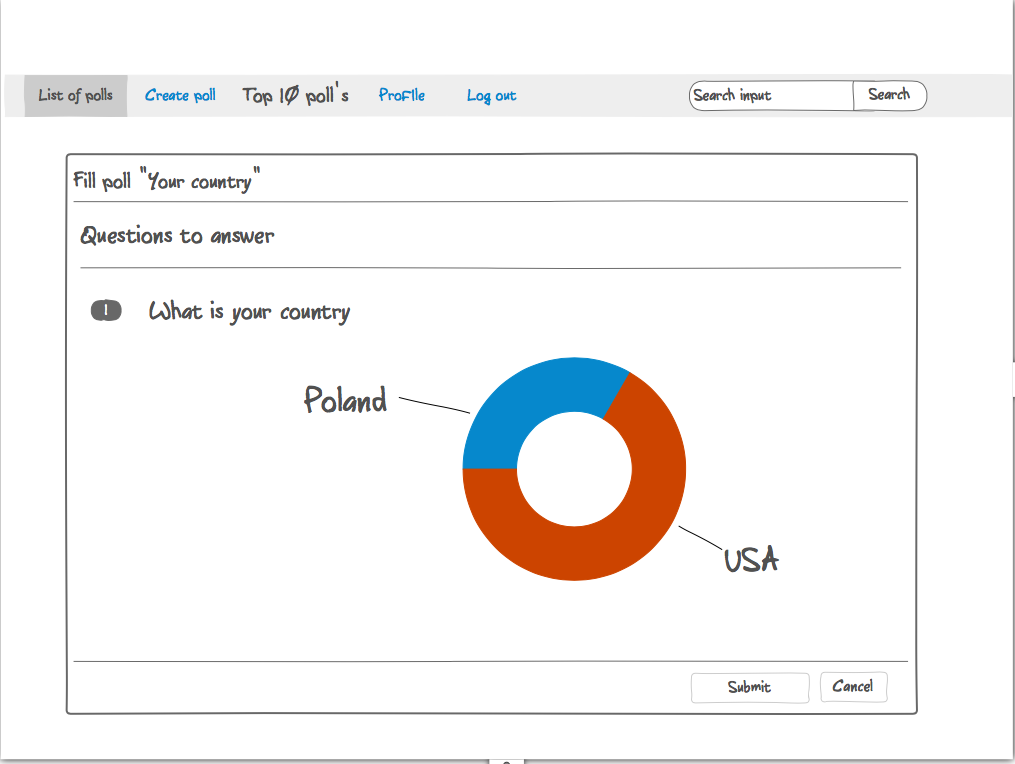 List of polls Create poll Top 10 poll's Profile Log out Search input Search
Fill poll "Your country"
Questions to answer
1 What is your country
Poland
USA
Submit Cancel